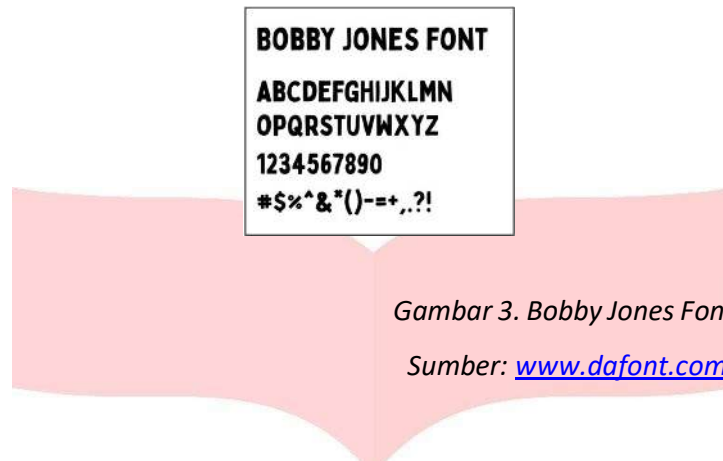 BOBBY JONES FONT
ABCDEFGHIJKLMN
OPQRSTUVWXYZ
1234567890
#$%^&*()-=+,.?!
Gambar 3. Bobby Jones Fon
Sumber: www.dafont.com